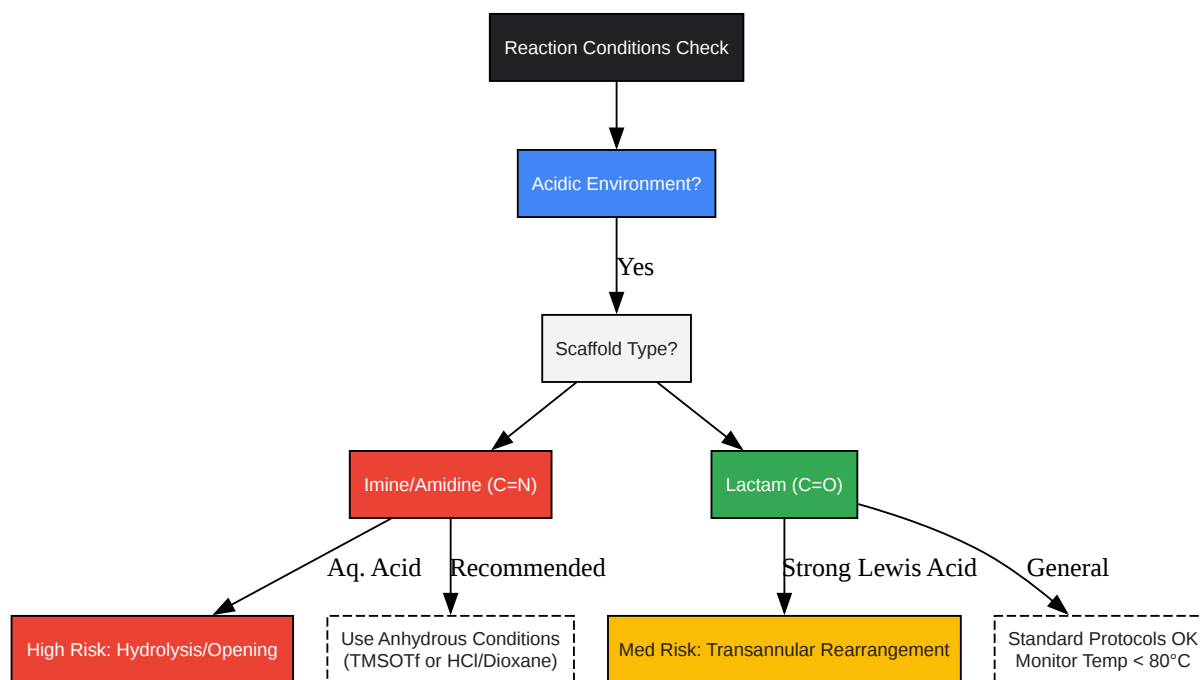 Reaction Conditions Check
Acidic Environment?
Yes
Scaffold Type?
Imine/Amidine (C=N)
Lactam (C=O)
Aq. Acid
Recommended
Strong Lewis Acid
General
High Risk: Hydrolysis/Opening
Use Anhydrous Conditions
(TMSOTf or HCl/Dioxane)
Med Risk: Transannular Rearrangement
Standard Protocols OK
Monitor Temp < 80°C